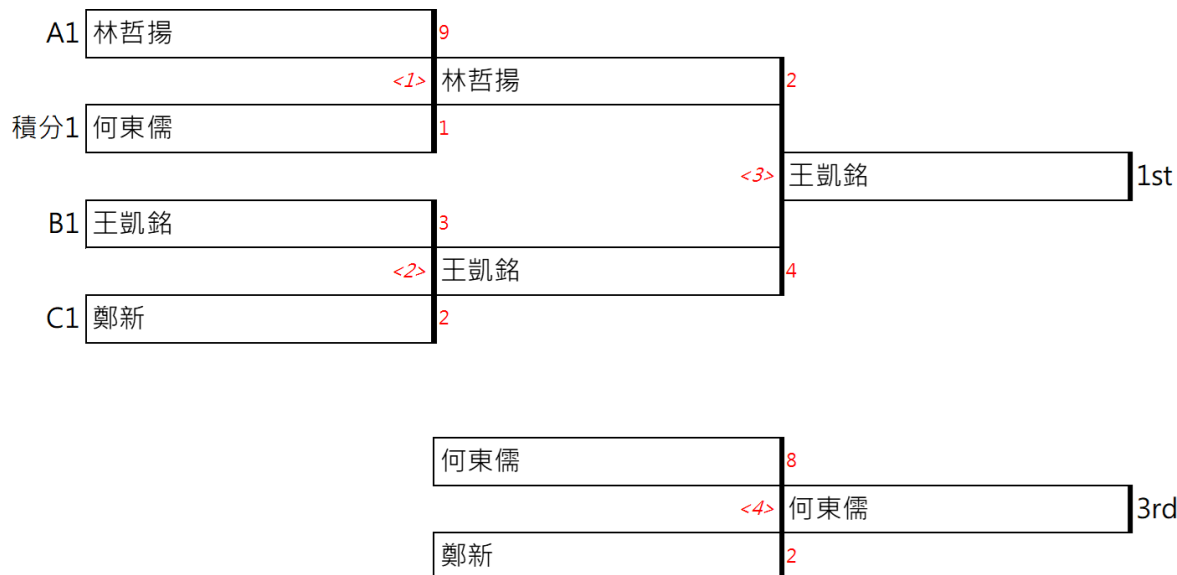 A1 林哲揚 9
<1> 林哲揚 2
積分1 何東儒 1
<3> 王凱銘 1st
B1 王凱銘 3
<2> 王凱銘 4
C1 鄭新 2
何東儒 8
<4> 何東儒 3rd
鄭新 2